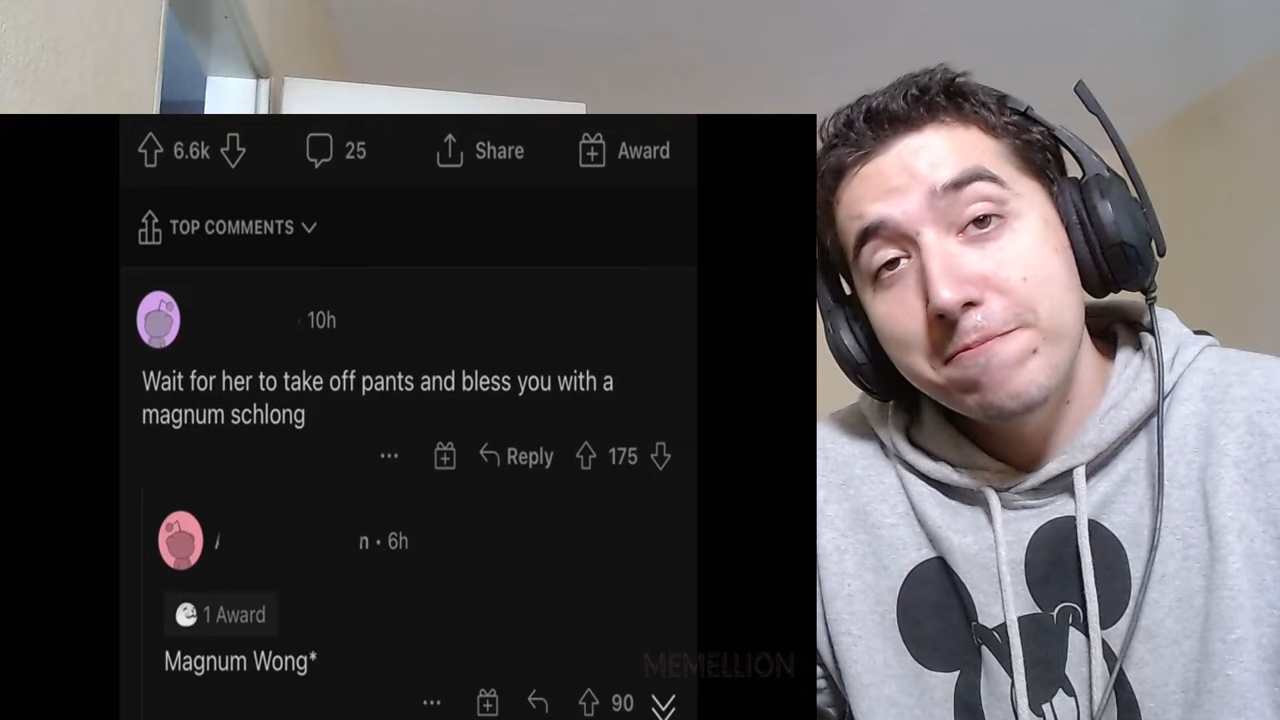 6.6k 25 Share Award
TOP COMMENTS
10h
Wait for her to take off pants and bless you with a
magnum schlong
Reply 175
n • 6h
1 Award
Magnum Wong*
90
MEMELLION